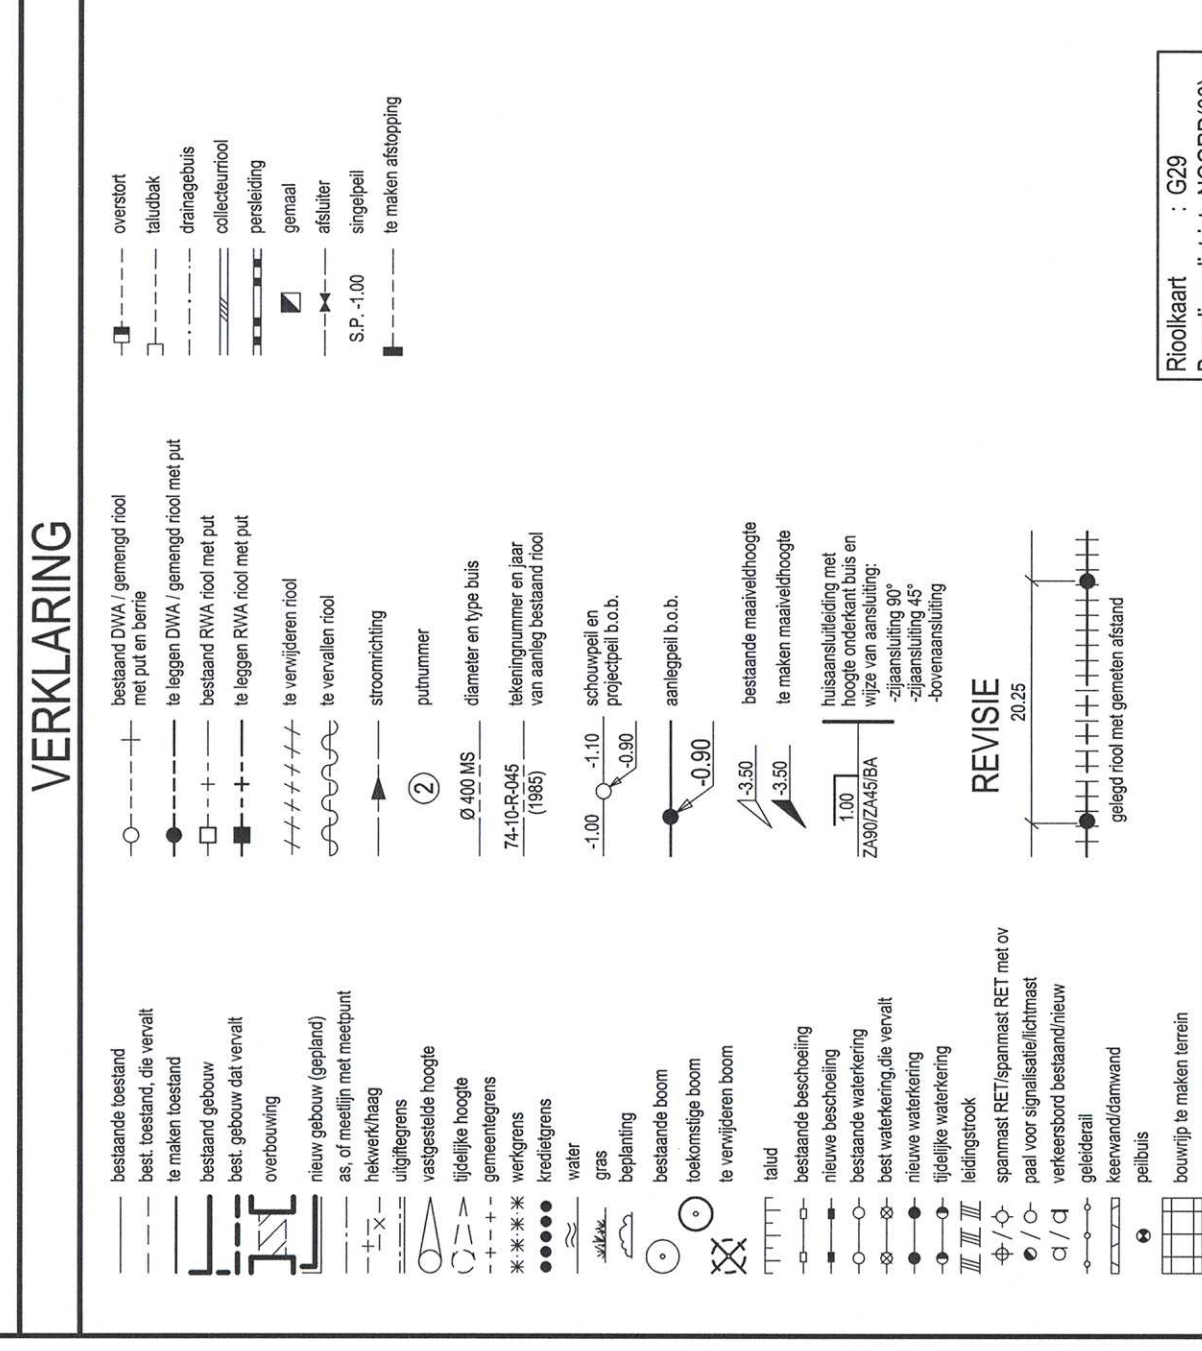 VERKLARING
bestaande toestand
best. toestand, die vervalt
te maken toestand
bestaand gebouw
best. gebouw dat vervalt
overbouwing
nieuw gebouw (gepland)
as, of meetlijn met meetpunt
hekwerk/haag
uitgiftegrens
vastgestelde hoogte
tijdelijke hoogte
gemeentegrens
werkgrens
kredietgrens
water
gras
beplanting
bestaande boom
toekomstige boom
te verwijderen boom
talud
bestaande beschoeiing
nieuwe beschoeiing
bestaande waterkering
best waterkering,die vervalt
nieuwe waterkering
tijdelijke waterkering
leidingstrook
spanmast RET/spanmast RET met ov
paal voor signalisatie/lichtmast
verkeersbord bestaand/nieuw
geleiderail
keerwand/damwand
peilbuis
bouwrijp te maken terrein
bestaand DWA / gemengd riool
met put en berrie
te leggen DWA / gemengd riool met put
bestaand RWA riool met put
te leggen RWA riool met put
te verwijderen riool
te vervallen riool
stroomrichting
2 putnummer
Ø 400 MS diameter en type buis
74-10-R-045 tekeningnummer en jaar
(1985) van aanleg bestaand riool
-1.00 -1.10 schouwpeil en
-0.90 projectpeil b.o.b.
aanlegpeil b.o.b.
-0.90
-3.50 bestaande maaiveldhoogte
-3.50 te maken maaiveldhoogte
1.00
ZA90/ZA45/BA
huisaansluitleiding met
hoogte onderkant buis en
wijze van aansluiting:
-zijaansluiting 90°
-zijaansluiting 45°
-bovenaansluiting
REVISIE
20.25
gelegd riool met gemeten afstand
overstort
taludbak
drainagebuis
collecteurriool
persleiding
gemaal
afsluiter
S.P. -1.00 singelpeil
te maken afstopping
Rioolkaart : G29